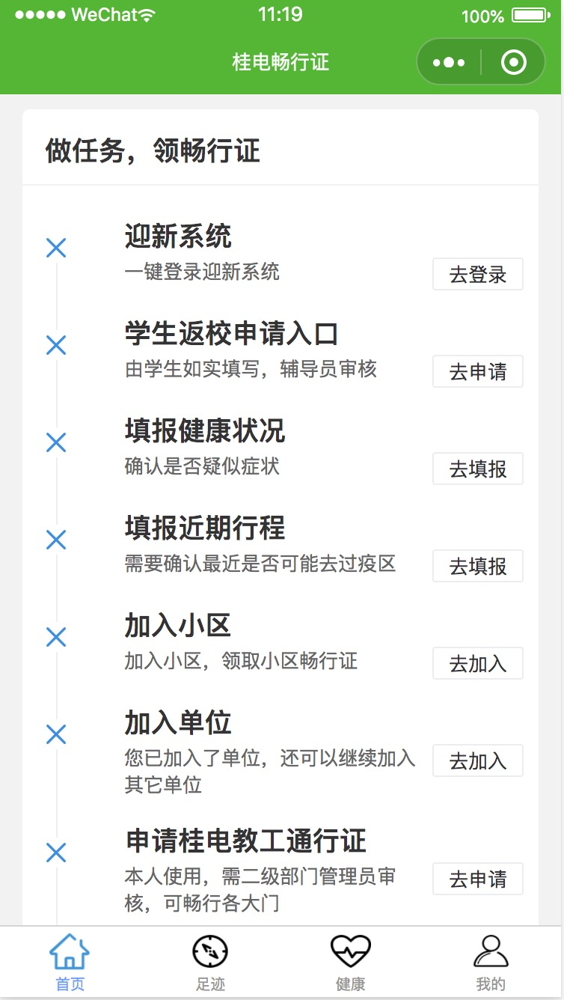 WeChat 11:19 100%
桂电畅行证
做任务，领畅行证
迎新系统
一键登录迎新系统
去登录
学生返校申请入口
由学生如实填写，辅导员审核
去申请
填报健康状况
确认是否疑似症状
去填报
填报近期行程
需要确认最近是否可能去过疫区
去填报
加入小区
加入小区，领取小区畅行证
去加入
加入单位
您已加入了单位，还可以继续加入
其它单位
去加入
申请桂电教工通行证
本人使用，需二级部门管理员审
核，可畅行各大门
去申请
首页 足迹 健康 我的